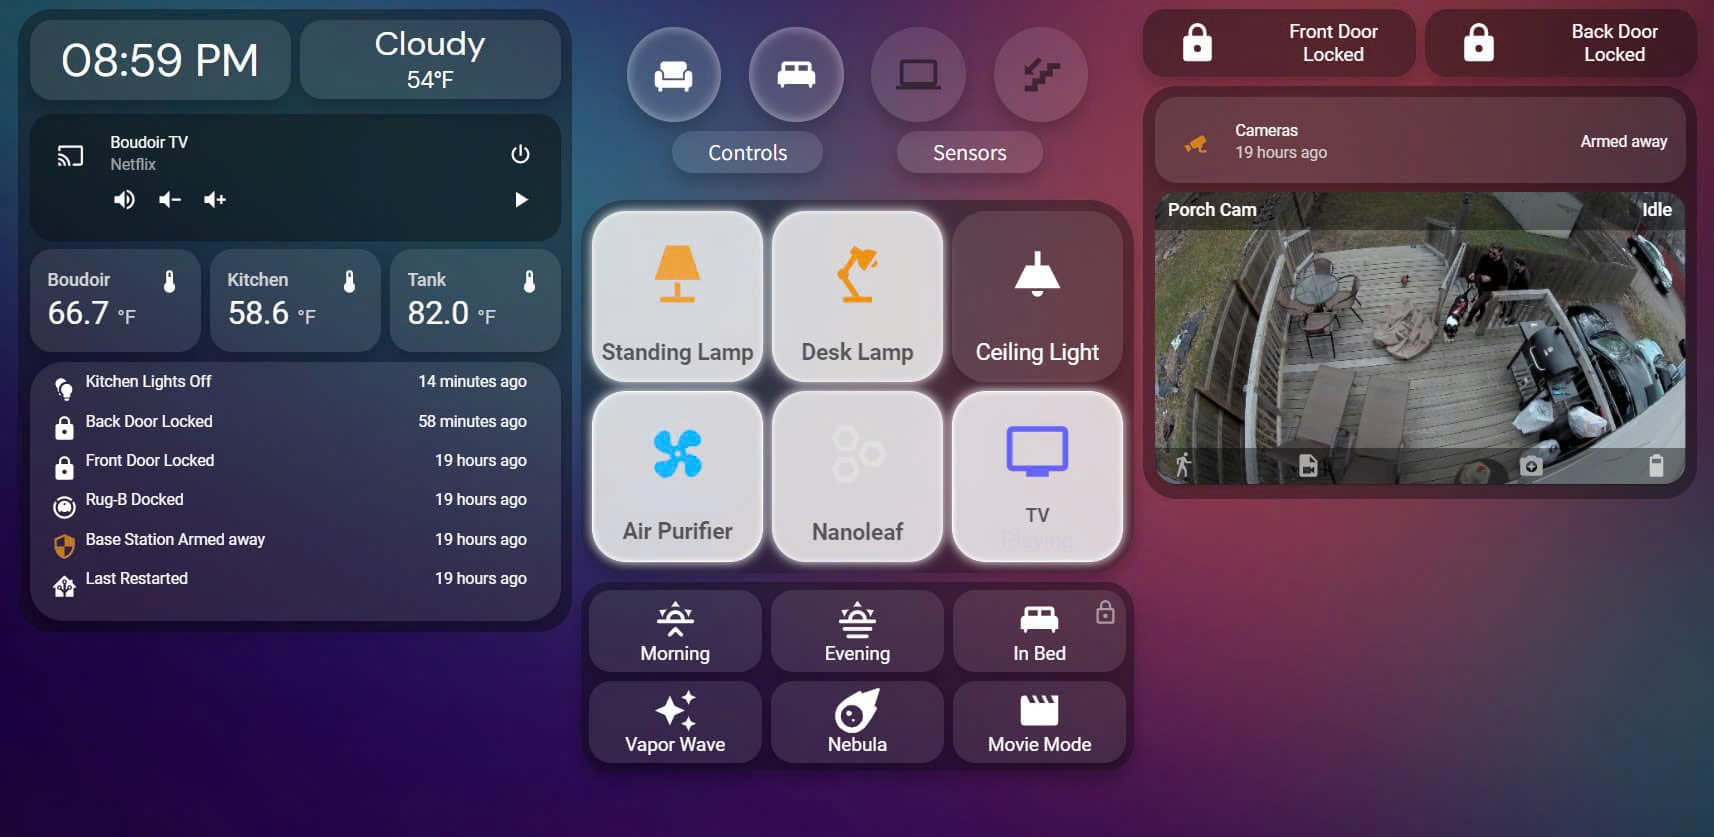 08:59 PM
Cloudy
54°F
Boudoir TV
Netflix
Boudoir
66.7 °F
Kitchen
58.6 °F
Tank
82.0 °F
Kitchen Lights Off 14 minutes ago
Back Door Locked 58 minutes ago
Front Door Locked 19 hours ago
Rug-B Docked 19 hours ago
Base Station Armed away 19 hours ago
Last Restarted 19 hours ago
Controls
Sensors
Standing Lamp
Desk Lamp
Ceiling Light
Air Purifier
Nanoleaf
TV
Playing
Morning
Evening
In Bed
Vapor Wave
Nebula
Movie Mode
Front Door
Locked
Back Door
Locked
Cameras
19 hours ago
Armed away
Porch Cam
Idle